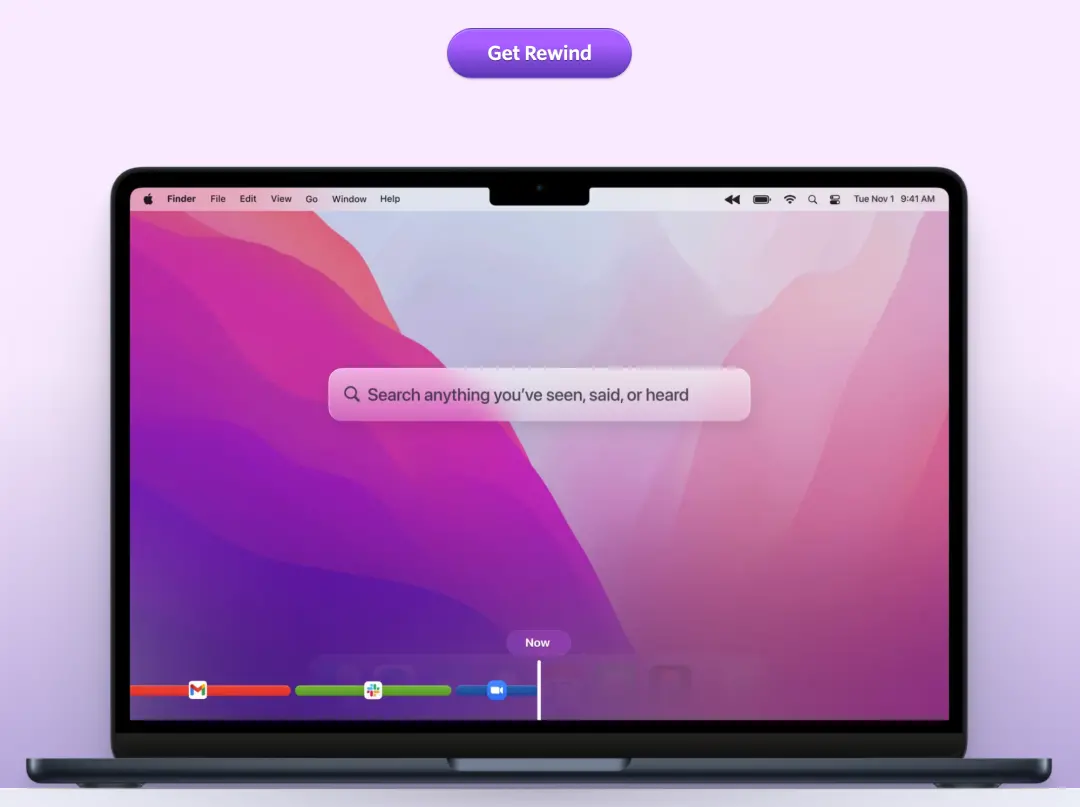 Get Rewind
Finder File Edit View Go Window Help Tue Nov 1 9:41 AM
Search anything you’ve seen, said, or heard
Now